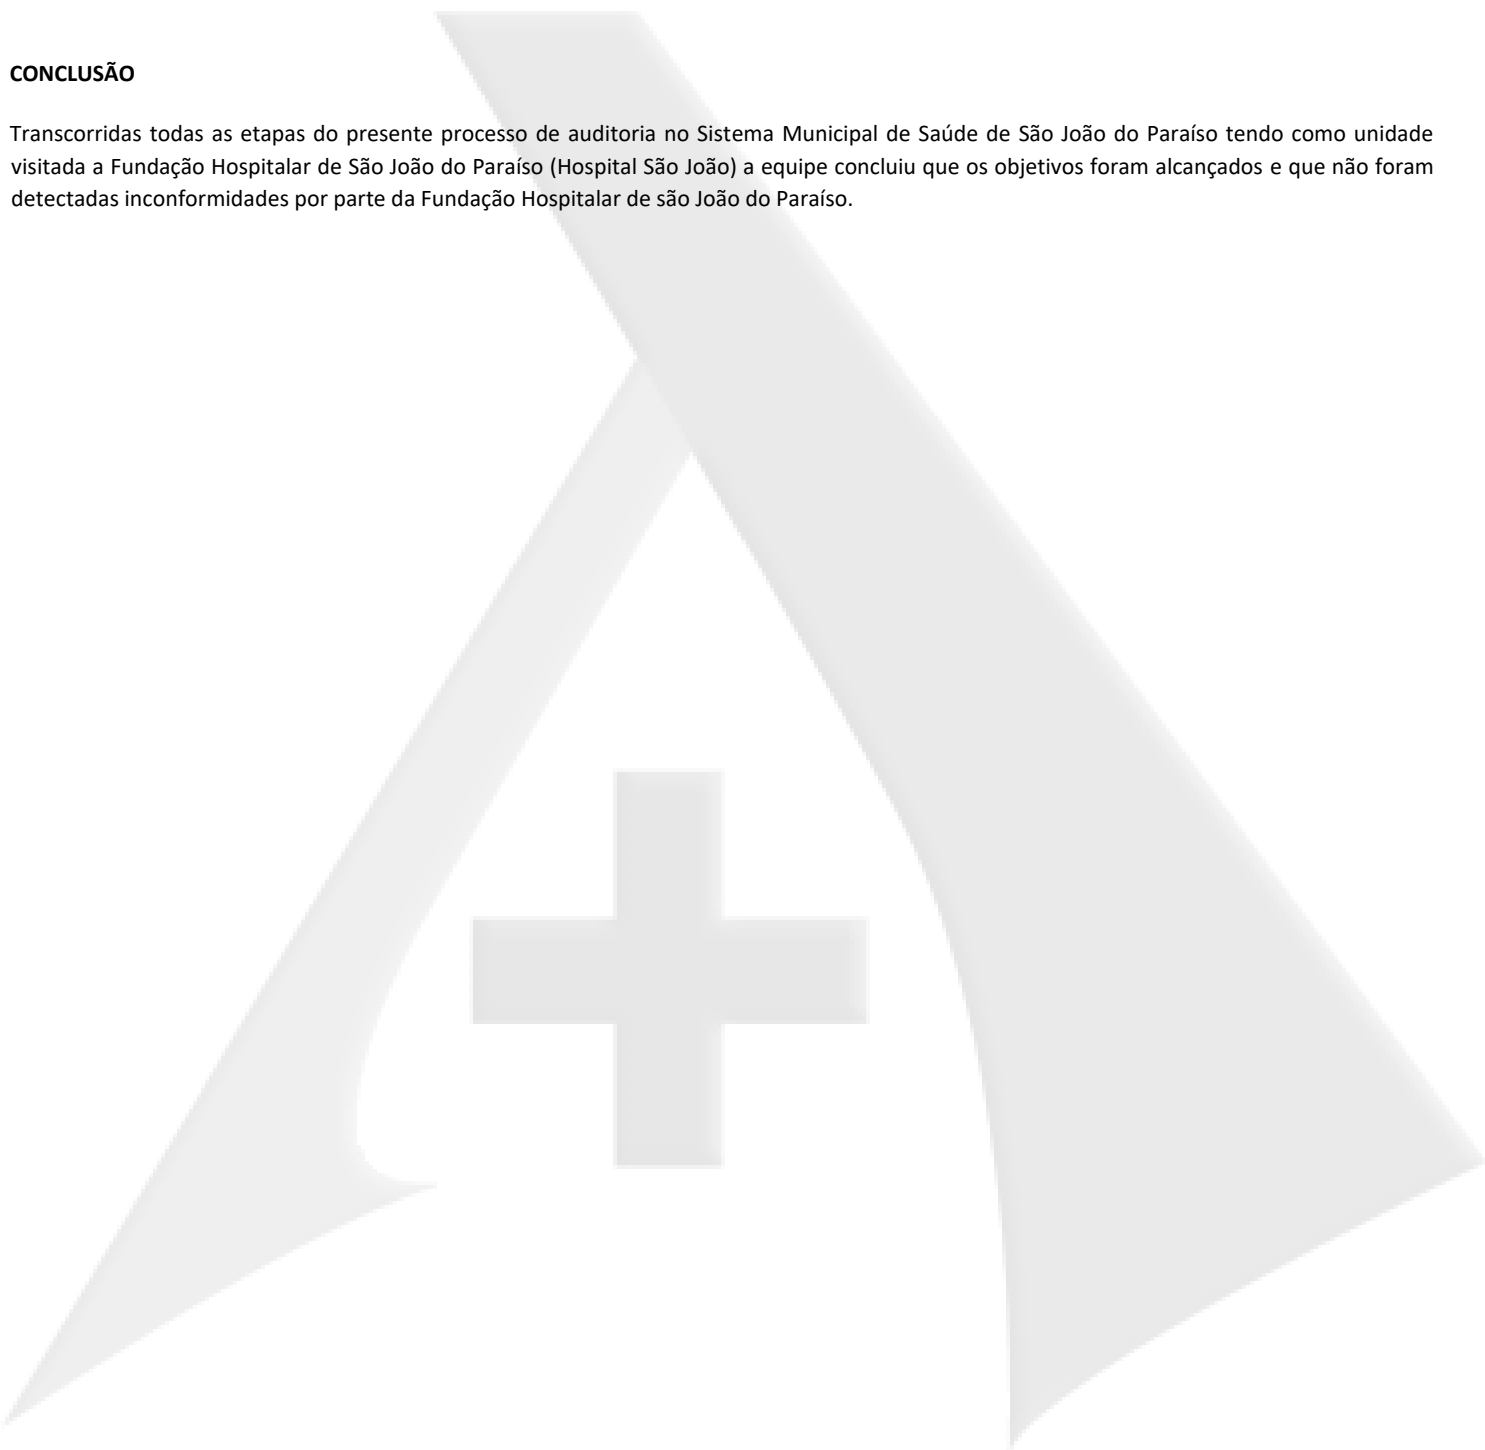 CONCLUSÃO
Transcorridas todas as etapas do presente processo de auditoria no Sistema Municipal de Saúde de São João do Paraíso tendo como unidade
visitada a Fundação Hospitalar de São João do Paraíso (Hospital São João) a equipe concluiu que os objetivos foram alcançados e que não foram
detectadas inconformidades por parte da Fundação Hospitalar de são João do Paraíso.